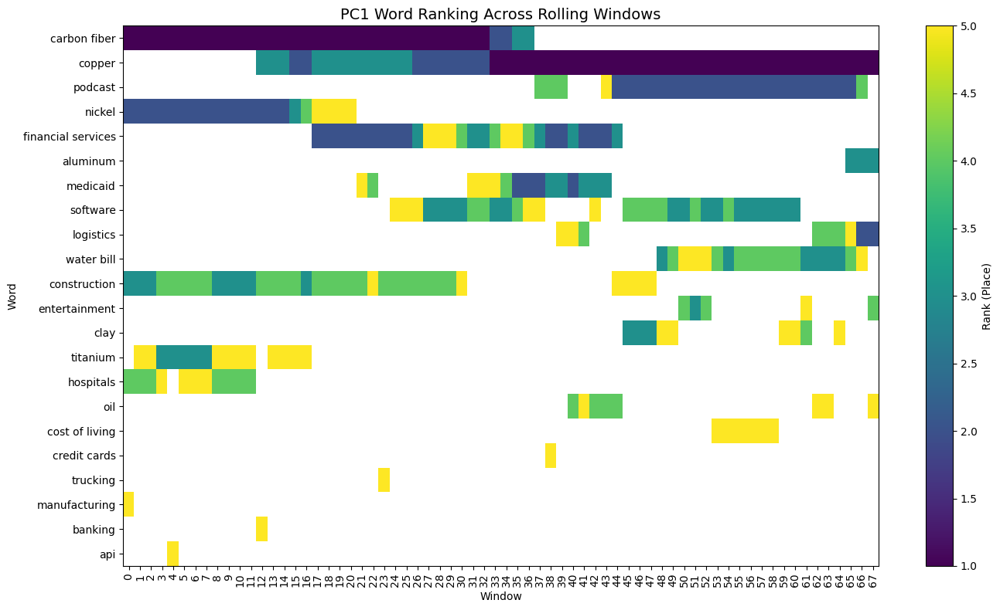 PC1 Word Ranking Across Rolling Windows
carbon fiber
copper
podcast
nickel
financial services
aluminum
medicaid
software
logistics
water bill
construction
entertainment
clay
titanium
hospitals
oil
cost of living
credit cards
trucking
manufacturing
banking
api
Word
0 1 2 3 4 5 6 7 8 9 10 11 12 13 14 15 16 17 18 19 20 21 22 23 24 25 26 27 28 29 30 31 32 33 34 35 36 37 38 39 40 41 42 43 44 45 46 47 48 49 50 51 52 53 54 55 56 57 58 59 60 61 62 63 64 65 66 67
Window
5.0
4.5
4.0
3.5
3.0
2.5
2.0
1.5
1.0
Rank (Place)